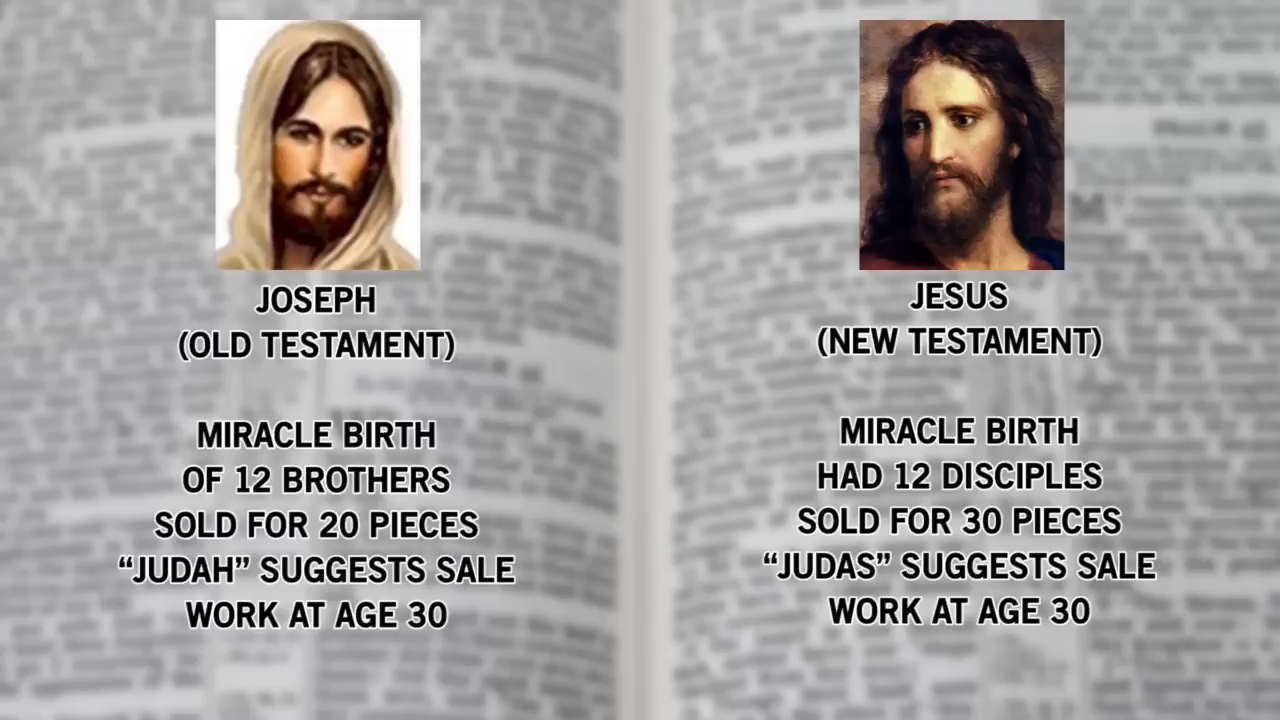 JOSEPH
(OLD TESTAMENT)
MIRACLE BIRTH
OF 12 BROTHERS
SOLD FOR 20 PIECES
“JUDAH” SUGGESTS SALE
WORK AT AGE 30
JESUS
(NEW TESTAMENT)
MIRACLE BIRTH
HAD 12 DISCIPLES
SOLD FOR 30 PIECES
“JUDAS” SUGGESTS SALE
WORK AT AGE 30